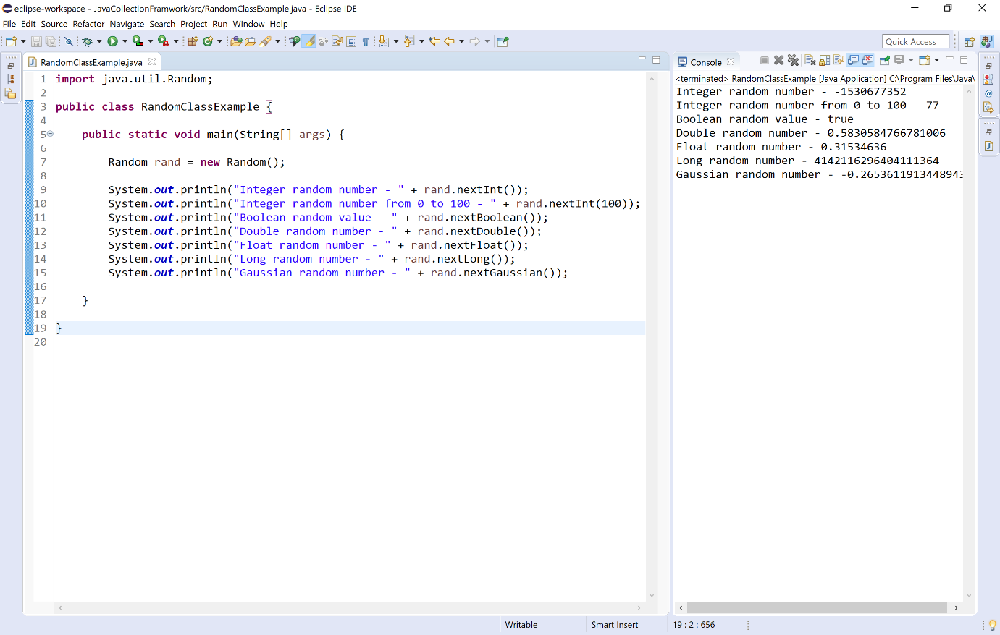 eclipse-workspace - JavaCollectionFramwork/src/RandomClassExample.java - Eclipse IDE
File Edit Source Refactor Navigate Search Project Run Window Help
Quick Access
RandomClassExample.java
1 import java.util.Random;
2
3 public class RandomClassExample {
4
5     public static void main(String[] args) {
6
7         Random rand = new Random();
8
9         System.out.println("Integer random number - " + rand.nextInt());
10         System.out.println("Integer random number from 0 to 100 - " + rand.nextInt(100));
11         System.out.println("Boolean random value - " + rand.nextBoolean());
12         System.out.println("Double random number - " + rand.nextDouble());
13         System.out.println("Float random number - " + rand.nextFloat());
14         System.out.println("Long random number - " + rand.nextLong());
15         System.out.println("Gaussian random number - " + rand.nextGaussian());
16
17     }
18
19 }
20
Console
<terminated> RandomClassExample [Java Application] C:\Program Files\Java\
Integer random number - -1530677352
Integer random number from 0 to 100 - 77
Boolean random value - true
Double random number - 0.5830584766781006
Float random number - 0.31534636
Long random number - 4142116296404111364
Gaussian random number - -0.2653611913448943
Writable
Smart Insert
19 : 2 : 656